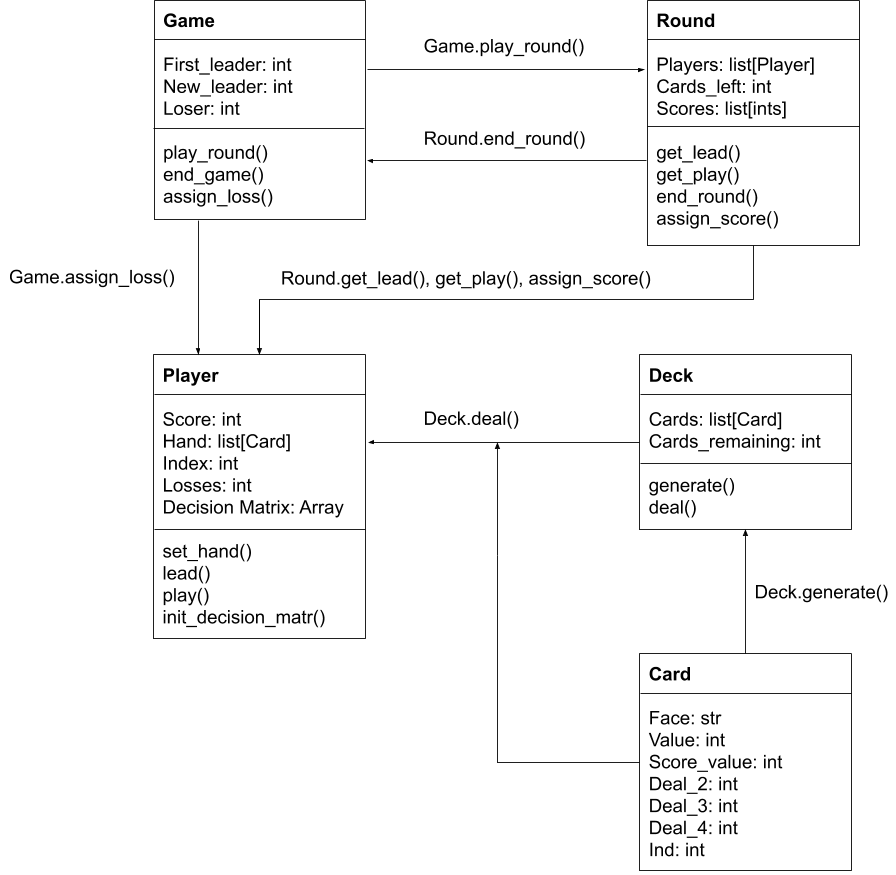 Game
First_leader: int
New_leader: int
Loser: int
play_round()
end_game()
assign_loss()
Game.play_round()
Round.end_round()
Round
Players: list[Player]
Cards_left: int
Scores: list[ints]
get_lead()
get_play()
end_round()
assign_score()
Game.assign_loss()
Round.get_lead(), get_play(), assign_score()
Player
Score: int
Hand: list[Card]
Index: int
Losses: int
Decision Matrix: Array
set_hand()
lead()
play()
init_decision_matr()
Deck.deal()
Deck
Cards: list[Card]
Cards_remaining: int
generate()
deal()
Deck.generate()
Card
Face: str
Value: int
Score_value: int
Deal_2: int
Deal_3: int
Deal_4: int
Ind: int